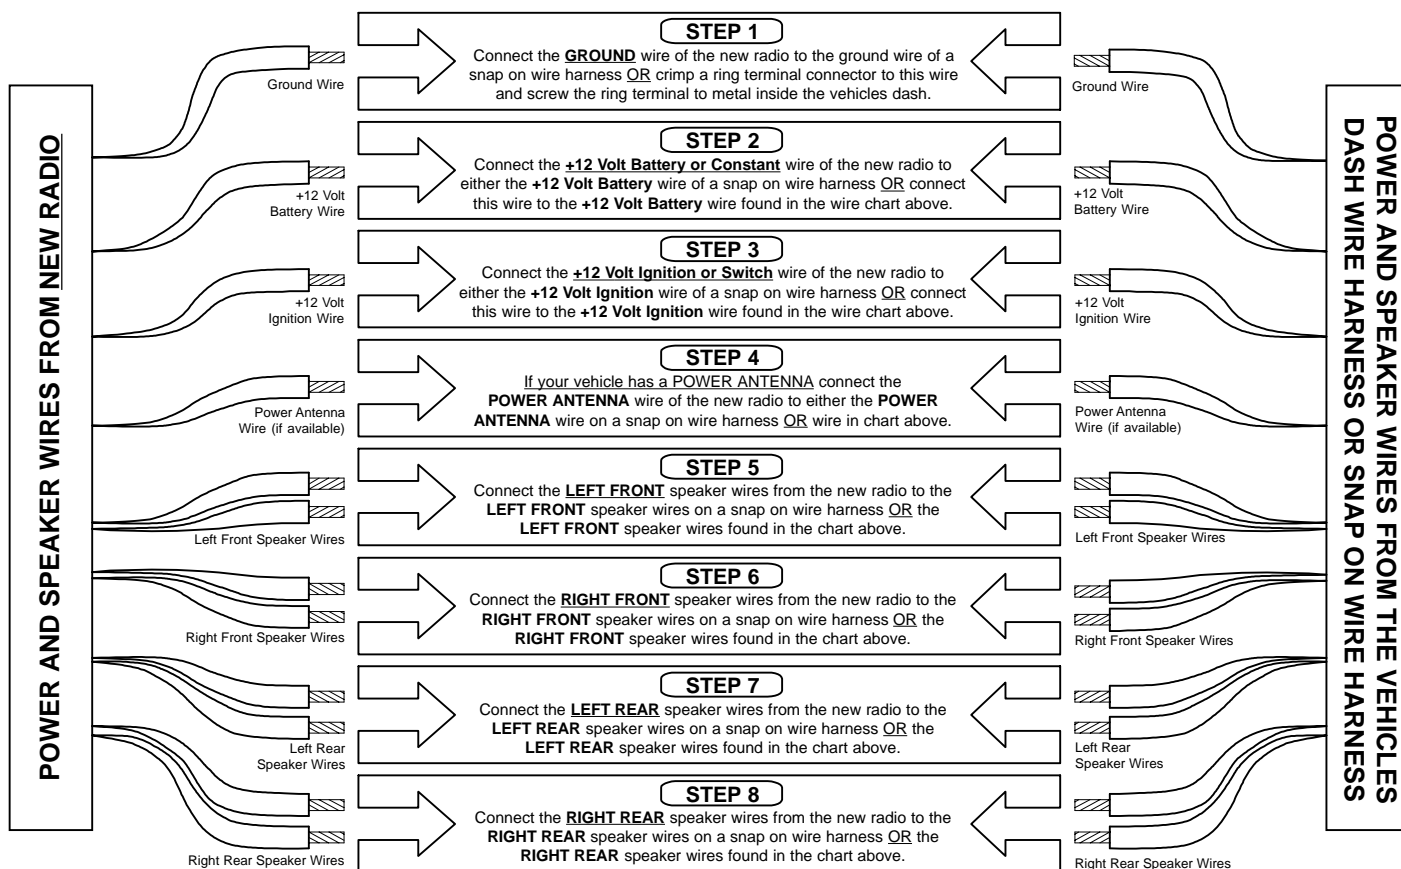 POWER AND SPEAKER WIRES FROM NEW RADIO
STEP 1
Connect the GROUND wire of the new radio to the ground wire of a
snap on wire harness OR crimp a ring terminal connector to this wire
and screw the ring terminal to metal inside the vehicles dash.
Ground Wire
Ground Wire
STEP 2
Connect the +12 Volt Battery or Constant wire of the new radio to
either the +12 Volt Battery wire of a snap on wire harness OR connect
this wire to the +12 Volt Battery wire found in the wire chart above.
+12 Volt
Battery Wire
+12 Volt
Battery Wire
STEP 3
Connect the +12 Volt Ignition or Switch wire of the new radio to
either the +12 Volt Ignition wire of a snap on wire harness OR connect
this wire to the +12 Volt Ignition wire found in the wire chart above.
+12 Volt
Ignition Wire
+12 Volt
Ignition Wire
STEP 4
If your vehicle has a POWER ANTENNA connect the
POWER ANTENNA wire of the new radio to either the POWER
ANTENNA wire on a snap on wire harness OR wire in chart above.
Power Antenna
Wire (if available)
Power Antenna
Wire (if available)
STEP 5
Connect the LEFT FRONT speaker wires from the new radio to the
LEFT FRONT speaker wires on a snap on wire harness OR the
LEFT FRONT speaker wires found in the chart above.
Left Front Speaker Wires
Left Front Speaker Wires
STEP 6
Connect the RIGHT FRONT speaker wires from the new radio to the
RIGHT FRONT speaker wires on a snap on wire harness OR the
RIGHT FRONT speaker wires found in the chart above.
Right Front Speaker Wires
Right Front Speaker Wires
STEP 7
Connect the LEFT REAR speaker wires from the new radio to the
LEFT REAR speaker wires on a snap on wire harness OR the
LEFT REAR speaker wires found in the chart above.
Left Rear
Speaker Wires
Left Rear
Speaker Wires
STEP 8
Connect the RIGHT REAR speaker wires from the new radio to the
RIGHT REAR speaker wires on a snap on wire harness OR the
RIGHT REAR speaker wires found in the chart above.
Right Rear Speaker Wires
Right Rear Speaker Wires
POWER AND SPEAKER WIRES FROM THE VEHICLES
DASH WIRE HARNESS OR SNAP ON WIRE HARNESS